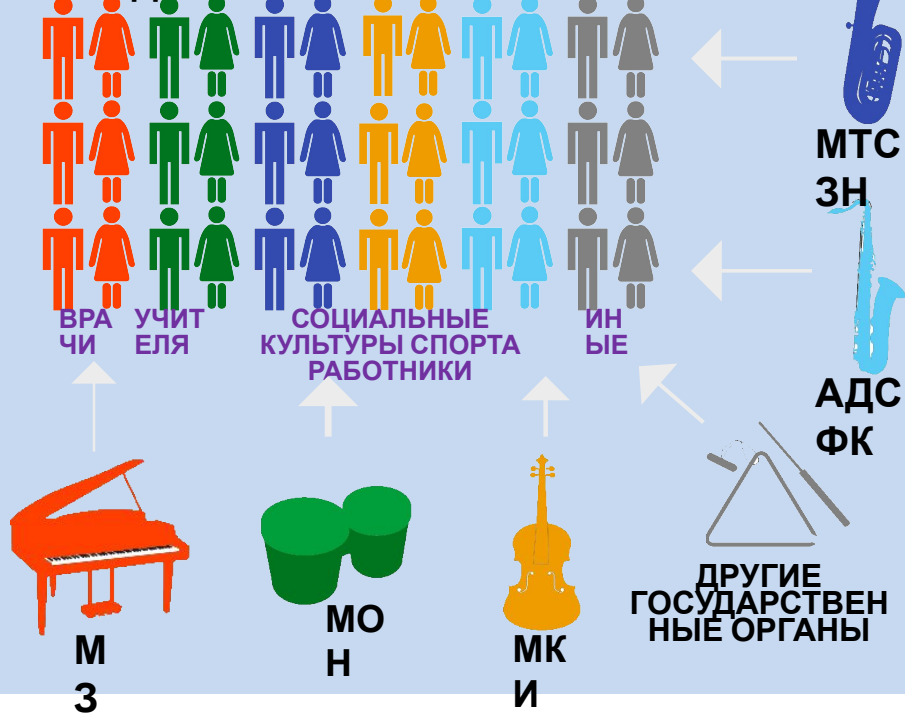 МТС
ЗН
ВРА
ЧИ
УЧИТ
ЕЛЯ
СОЦИАЛЬНЫЕ
КУЛЬТУРЫ СПОРТА
РАБОТНИКИ
ИН
ЫЕ
АДС
ФК
М
З
МО
Н
МК
И
ДРУГИЕ
ГОСУДАРСТВЕН
НЫЕ ОРГАНЫ